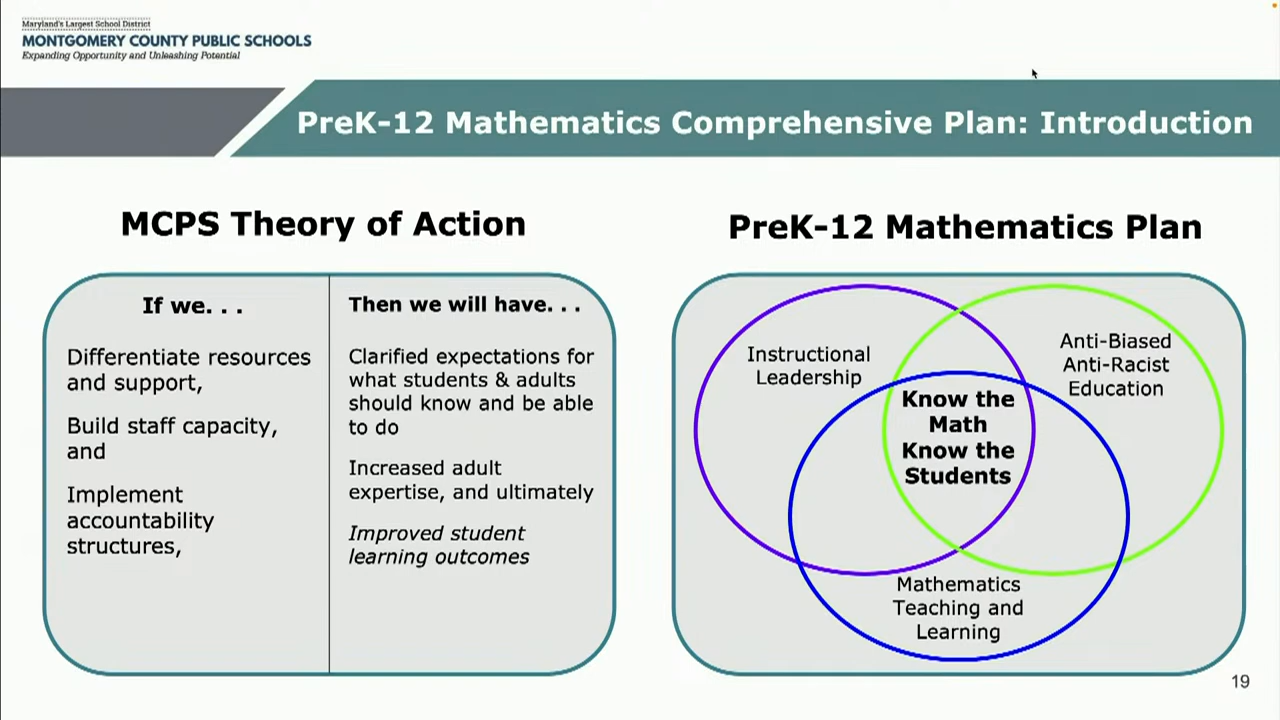 Maryland's Largest School District
MONTGOMERY COUNTY PUBLIC SCHOOLS
Expanding Opportunity and Unleashing Potential
PreK-12 Mathematics Comprehensive Plan: Introduction
MCPS Theory of Action
If we. . .
Differentiate resources
and support,
Build staff capacity,
and
Implement
accountability
structures,
Then we will have. . .
Clarified expectations for
what students & adults
should know and be able
to do
Increased adult
expertise, and ultimately
Improved student
learning outcomes
PreK-12 Mathematics Plan
Instructional
Leadership
Anti-Biased
Anti-Racist
Education
Know the
Math
Know the
Students
Mathematics
Teaching and
Learning
19